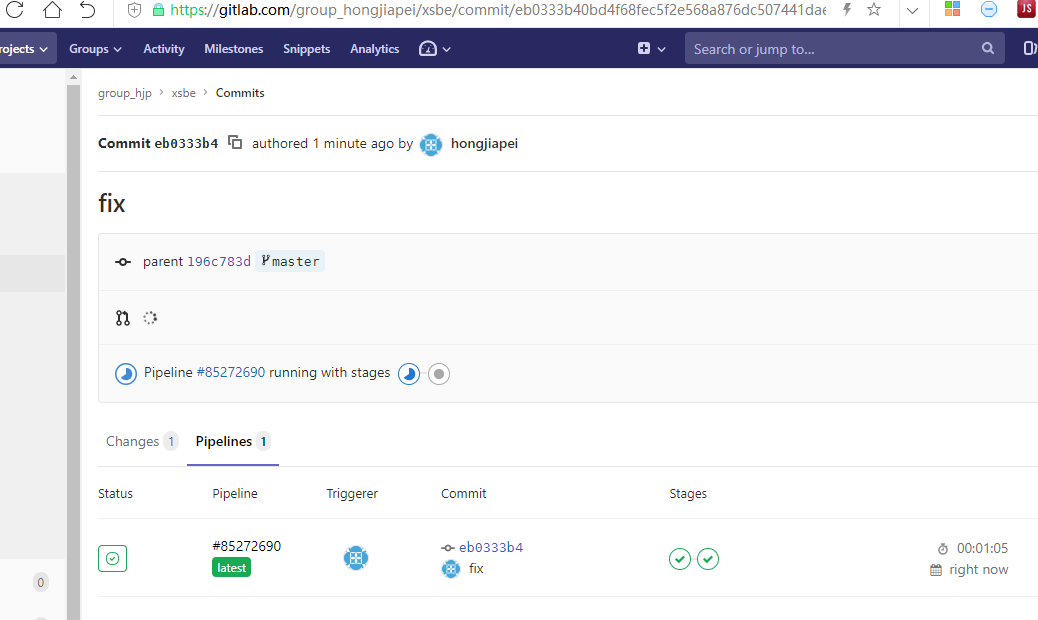 https://gitlab.com/group_hongjiapei/xsbe/commit/eb0333b40bd4f68fec5f2e568a876dc507441dae
JS
rojects Groups Activity Milestones Snippets Analytics Search or jump to...
group_hjp > xsbe > Commits
Commit eb0333b4 authored 1 minute ago by hongjiapei
fix
parent 196c783d master
Pipeline #85272690 running with stages
Changes 1 Pipelines 1
Status Pipeline Triggerer Commit Stages
#85272690 eb0333b4 00:01:05
latest fix right now
0